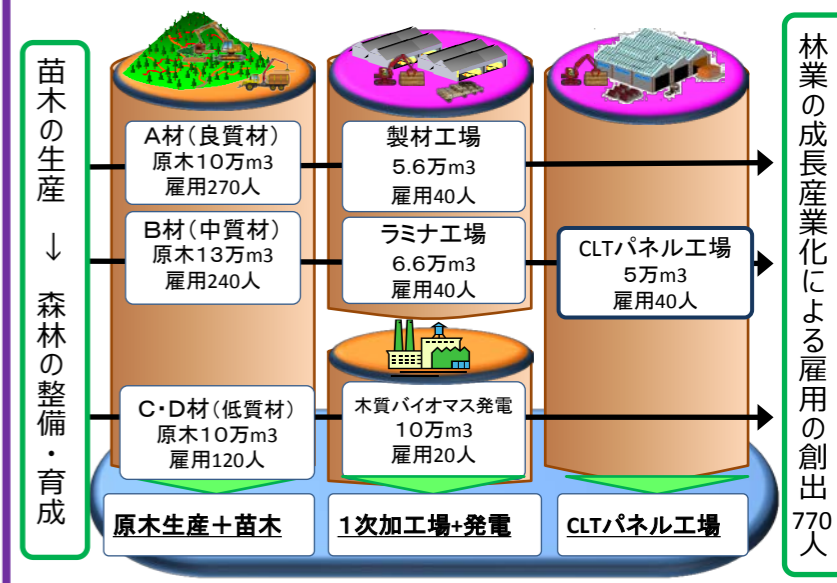 苗木の生産 → 森林の整備・育成
A材(良質材)
原木10万m3
雇用270人
製材工場
5.6万m3
雇用40人
B材(中質材)
原木13万m3
雇用240人
ラミナ工場
6.6万m3
雇用40人
CLTパネル工場
5万m3
雇用40人
C・D材(低質材)
原木10万m3
雇用120人
木質バイオマス発電
10万m3
雇用20人
原木生産+苗木
1次加工場+発電
CLTパネル工場
林業の成長産業化による雇用の創出
770
人